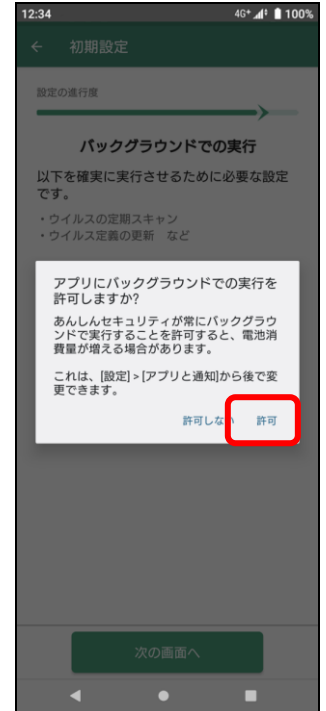 12:34
4G+ 100%
← 初期設定
設定の進行度
バックグラウンドでの実行
以下を確実に実行させるために必要な設定
です。
・ウイルスの定期スキャン
・ウイルス定義の更新 など
アプリにバックグラウンドでの実行を
許可しますか?
あんしんセキュリティが常にバックグラウ
ンドで実行することを許可すると、電池消
費量が増える場合があります。
これは、[設定] > [アプリと通知]から後で変
更できます。
許可しない 許可
次の画面へ